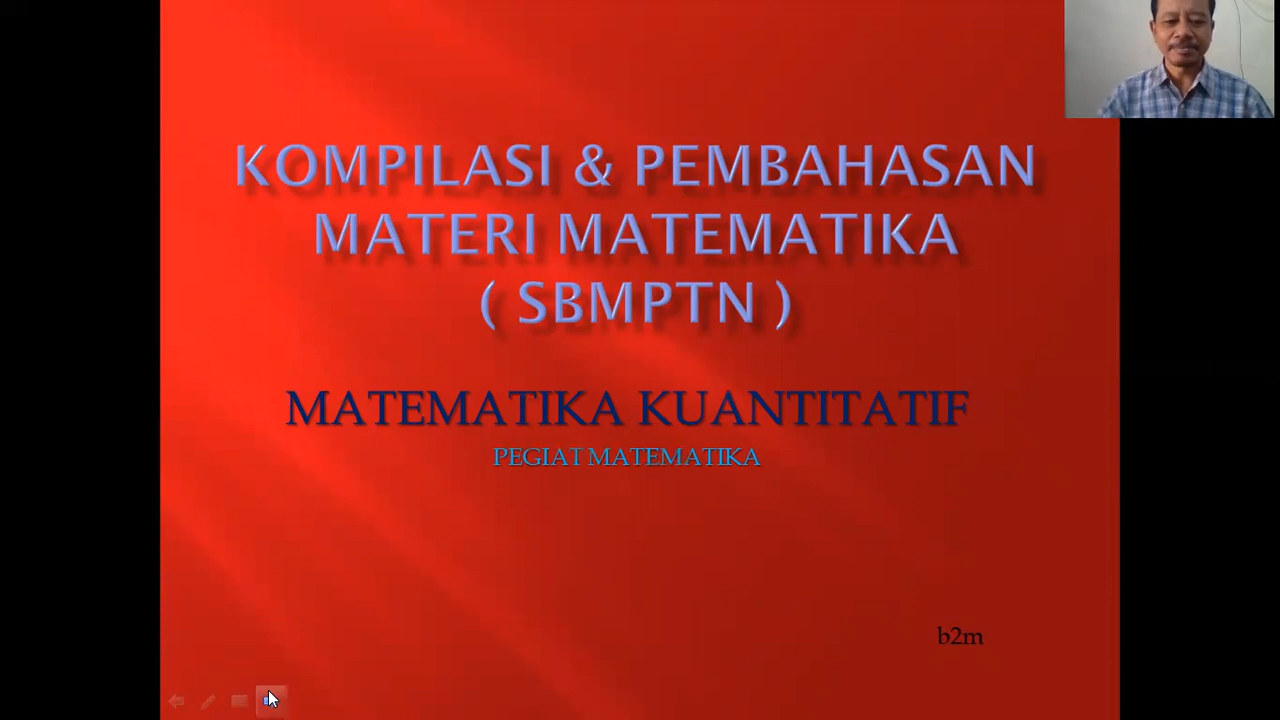 KOMPILASI & PEMBAHASAN
MATERI MATEMATIKA
( SBMPTN )
MATEMATIKA KUANTITATIF
PEGIAT MATEMATIKA
b2m